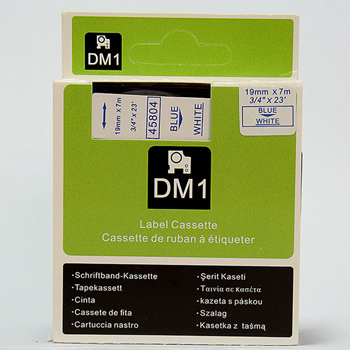 DM1
19mm x 7m
3/4" x 23'
BLUE
WHITE
19mm x 7m
3/4" x 23'
45804
BLUE
WHITE
DM1
Label Cassette
Cassette de ruban á étiqueter
•Schriftband-Kassette
•Tapekassett
•Cinta
•Cassete de fita
•Cartuccia nastro
•Şerit Kaseti
•Ταινία σε κασέτα
•kazeta s páskou
•Szalag
•Kasetka z taśmą